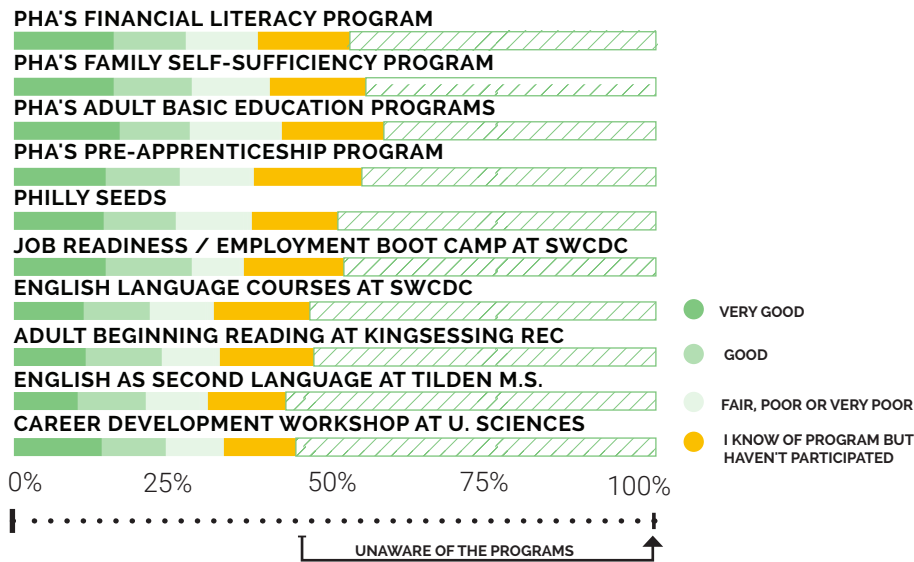 PHA'S FINANCIAL LITERACY PROGRAM
PHA'S FAMILY SELF-SUFFICIENCY PROGRAM
PHA'S ADULT BASIC EDUCATION PROGRAMS
PHA'S PRE-APPRENTICESHIP PROGRAM
PHILLY SEEDS
JOB READINESS / EMPLOYMENT BOOT CAMP AT SWCDC
ENGLISH LANGUAGE COURSES AT SWCDC
ADULT BEGINNING READING AT KINGSESSING REC
ENGLISH AS SECOND LANGUAGE AT TILDEN M.S.
CAREER DEVELOPMENT WORKSHOP AT U. SCIENCES
VERY GOOD
GOOD
FAIR, POOR OR VERY POOR
I KNOW OF PROGRAM BUT
HAVEN'T PARTICIPATED
0% 25% 50% 75% 100%
UNAWARE OF THE PROGRAMS